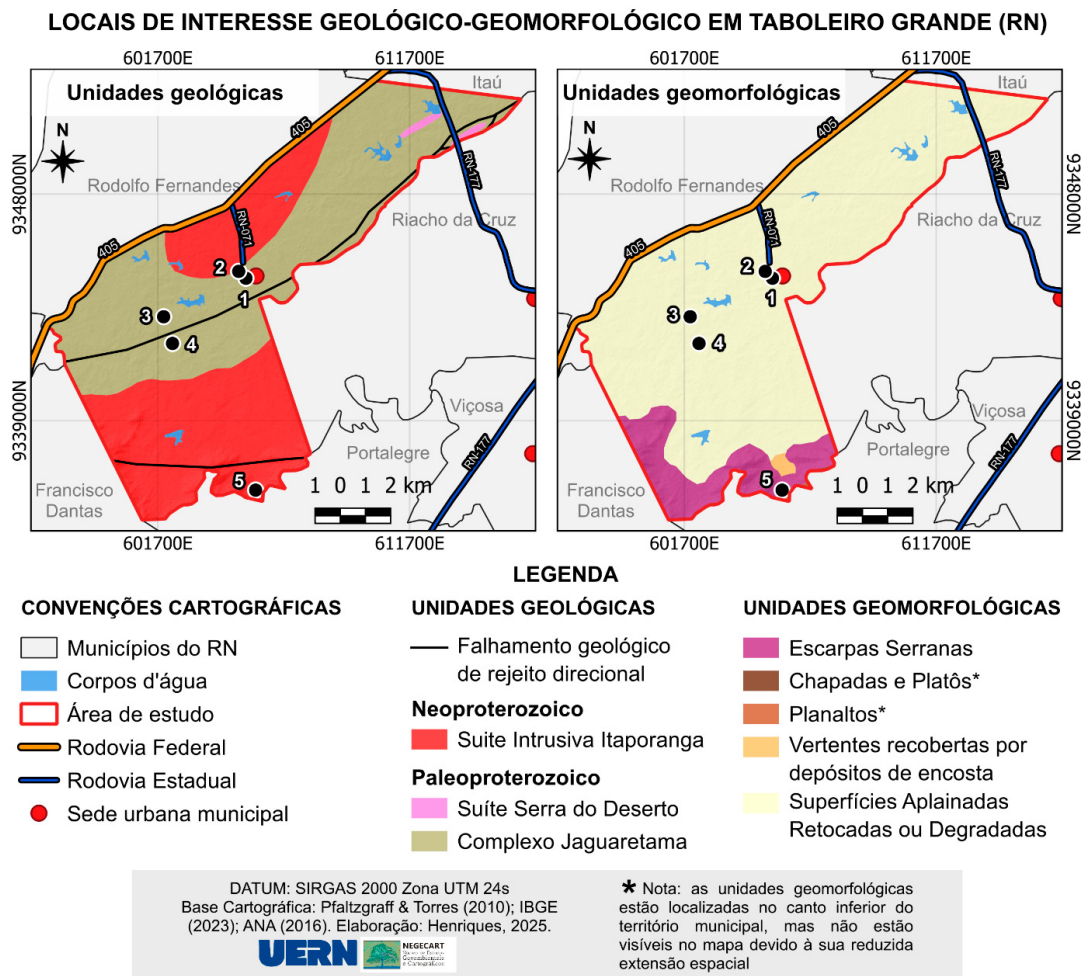 LOCAIS DE INTERESSE GEOLÓGICO-GEOMORFOLÓGICO EM TABOLEIRO GRANDE (RN)
601700E
611700E
601700E
611700E
Unidades geológicas
Itaú
Unidades geomorfológicas
Itaú
405
RN-177
405
RN-177
N
N
Rodolfo Fernandes
Rodolfo Fernandes
9348000N
9348000N
Riacho da Cruz
Riacho da Cruz
RN-071
RN-071
405
405
2
1
2
1
3
4
3
4
9339000N
9339000N
Viçosa
Viçosa
Portalegre
Portalegre
RN-177
RN-177
5
5
Francisco
Dantas
Francisco
Dantas
1 0 1 2 km
1 0 1 2 km
601700E
611700E
601700E
611700E
LEGENDA
CONVENÇÕES CARTOGRÁFICAS
Municípios do RN
Corpos d'água
Área de estudo
Rodovia Federal
Rodovia Estadual
Sede urbana municipal
UNIDADES GEOLÓGICAS
Falhamento geológico
de rejeito direcional
Neoproterozoico
Suite Intrusiva Itaporanga
Paleoproterozoico
Suíte Serra do Deserto
Complexo Jaguaretama
UNIDADES GEOMORFOLÓGICAS
Escarpas Serranas
Chapadas e Platôs*
Planaltos*
Vertentes recobertas por
depósitos de encosta
Superfícies Aplainadas
Retocadas ou Degradadas
DATUM: SIRGAS 2000 Zona UTM 24s
Base Cartográfica: Pfaltzgraff & Torres (2010); IBGE
(2023); ANA (2016). Elaboração: Henriques, 2025.
UERN
NEGECART
* Nota: as unidades geomorfológicas
estão localizadas no canto inferior do
território municipal, mas não estão
visíveis no mapa devido à sua reduzida
extensão espacial